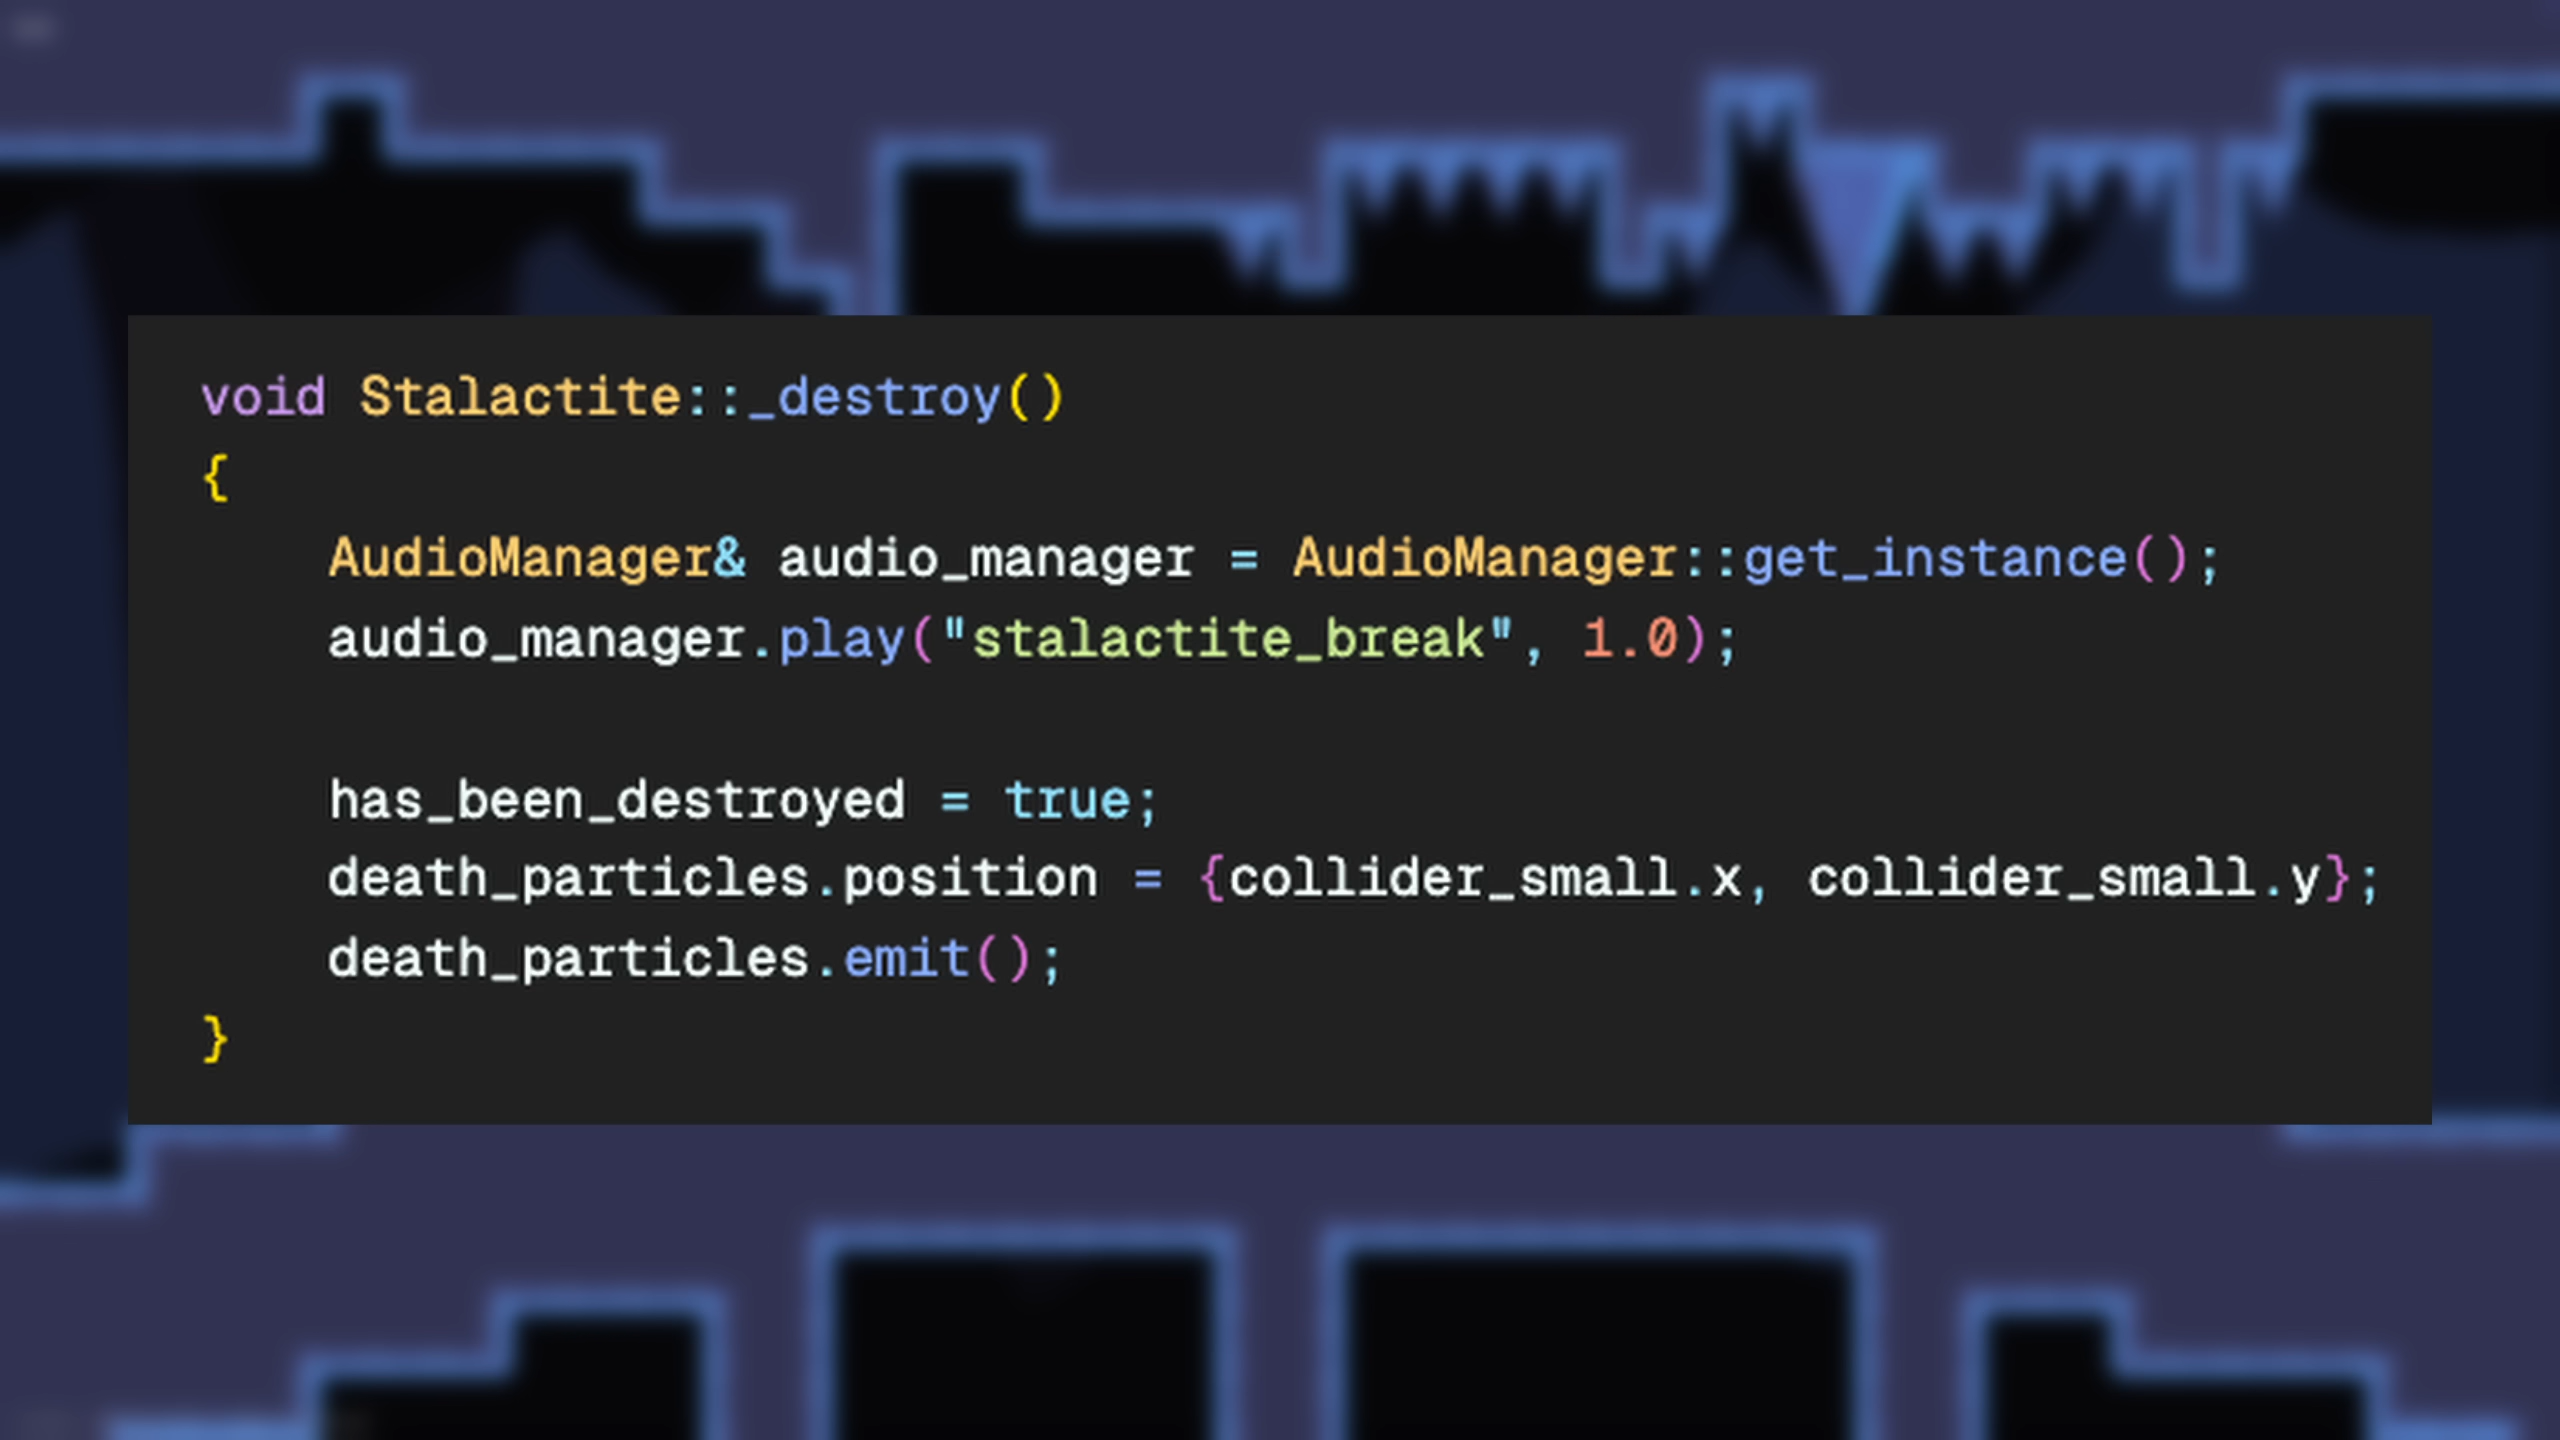 void Stalactite::_destroy()
{
    AudioManager& audio_manager = AudioManager::get_instance();
    audio_manager.play("stalactite_break", 1.0);

    has_been_destroyed = true;
    death_particles.position = {collider_small.x, collider_small.y};
    death_particles.emit();
}